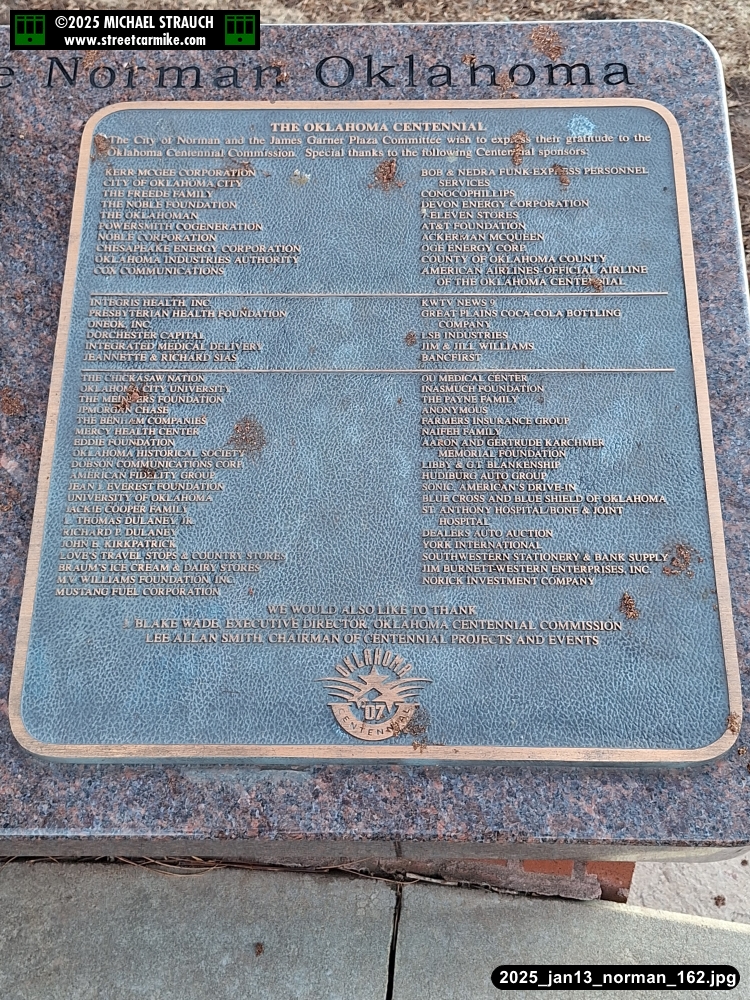 ©2025 MICHAEL STRAUCH
www.streetcarmike.com
e Norman Oklahoma
THE OKLAHOMA CENTENNIAL
The City of Norman and the James Garner Plaza Committee wish to express their gratitude to the
Oklahoma Centennial Commission. Special thanks to the following Centennial sponsors:
KERR MCGEE CORPORATION
CITY OF OKLAHOMA CITY
THE FREEDE FAMILY
THE NOBLE FOUNDATION
THE OKLAHOMAN
POWERSMITH COGENERATION
NOBLE CORPORATION
CHESAPEAKE ENERGY CORPORATION
OKLAHOMA INDUSTRIES AUTHORITY
COX COMMUNICATIONS
BOB & NEDRA FUNK-EXPRESS PERSONNEL
SERVICES
CONOCOPHILLIPS
DEVON ENERGY CORPORATION
7 ELEVEN STORES
AT&T FOUNDATION
ACKERMAN MCQUEEN
OGE ENERGY CORP.
COUNTY OF OKLAHOMA COUNTY
AMERICAN AIRLINES-OFFICIAL AIRLINE
OF THE OKLAHOMA CENTENNIAL
INTEGRIS HEALTH, INC.
PRESBYTERIAN HEALTH FOUNDATION
ONEOK, INC.
DORCHESTER CAPITAL
INTEGRATED MEDICAL DELIVERY
JEANNETTE & RICHARD SIAS
KWTV NEWS 9
GREAT PLAINS COCA-COLA BOTTLING
COMPANY
LSB INDUSTRIES
JIM & JILL WILLIAMS
BANCFIRST
THE CHICKASAW NATION
OKLAHOMA CITY UNIVERSITY
THE MEINDERS FOUNDATION
JPMORGAN CHASE
THE BENHAM COMPANIES
MERCY HEALTH CENTER
EDDIE FOUNDATION
OKLAHOMA HISTORICAL SOCIETY
DOBSON COMMUNICATIONS CORP.
AMERICAN FIDELITY GROUP
JEAN I. EVEREST FOUNDATION
UNIVERSITY OF OKLAHOMA
JACKIE COOPER FAMILY
L. THOMAS DULANEY, JR.
RICHARD P. DULANEY
JOHN E. KIRKPATRICK
LOVE'S TRAVEL STOPS & COUNTRY STORES
BRAUM'S ICE CREAM & DAIRY STORES
M.V. WILLIAMS FOUNDATION, INC.
MUSTANG FUEL CORPORATION
OU MEDICAL CENTER
INASMUCH FOUNDATION
THE PAYNE FAMILY
ANONYMOUS
FARMERS INSURANCE GROUP
NAIFEH FAMILY
AARON AND GERTRUDE KARCHMER
MEMORIAL FOUNDATION
LIBBY & G.T. BLANKENSHIP
HUDIBURG AUTO GROUP
SONIC, AMERICA'S DRIVE-IN
BLUE CROSS AND BLUE SHIELD OF OKLAHOMA
ST. ANTHONY HOSPITAL/BONE & JOINT
HOSPITAL
DEALERS AUTO AUCTION
YORK INTERNATIONAL
SOUTHWESTERN STATIONERY & BANK SUPPLY
JIM BURNETT-WESTERN ENTERPRISES, INC.
NORICK INVESTMENT COMPANY
WE WOULD ALSO LIKE TO THANK
J. BLAKE WADE, EXECUTIVE DIRECTOR, OKLAHOMA CENTENNIAL COMMISSION
LEE ALLAN SMITH, CHAIRMAN OF CENTENNIAL PROJECTS AND EVENTS
OKLAHOMA
'07
CENTENNIAL
2025_jan13_norman_162.jpg